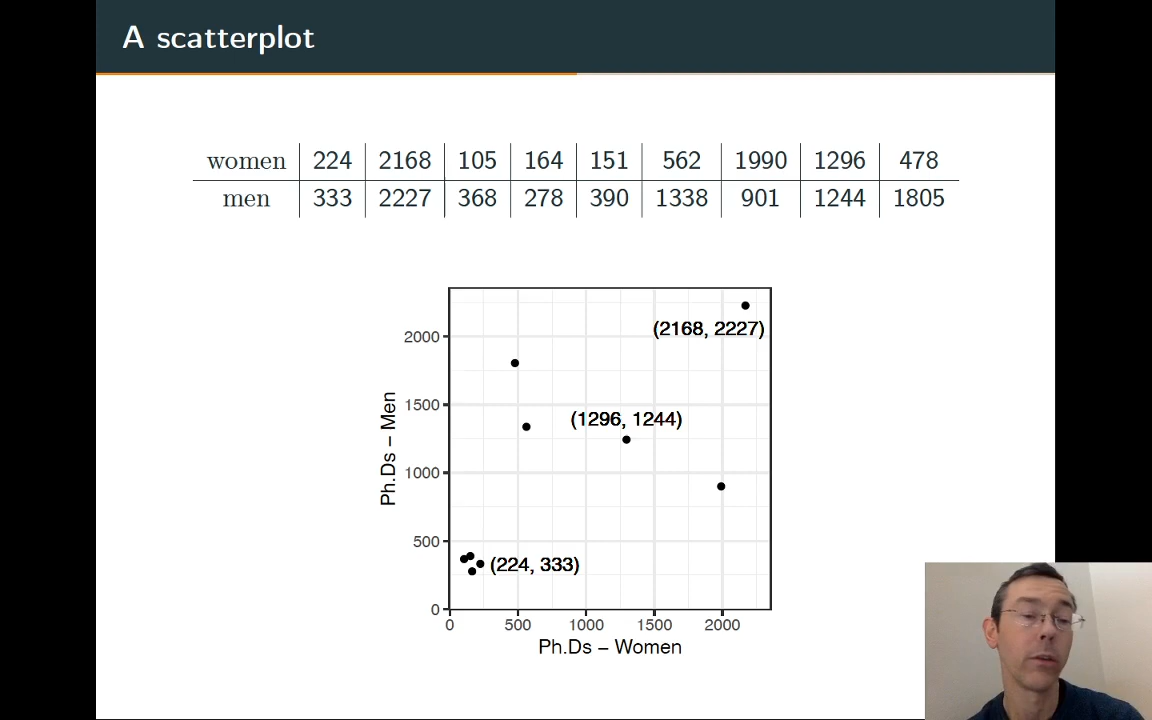 A scatterplot
women 224 2168 105 164 151 562 1990 1296 478
men 333 2227 368 278 390 1338 901 1244 1805
(2168, 2227)
2000
1500
(1296, 1244)
Ph.Ds – Men
1000
500
(224, 333)
0
0 500 1000 1500 2000
Ph.Ds – Women